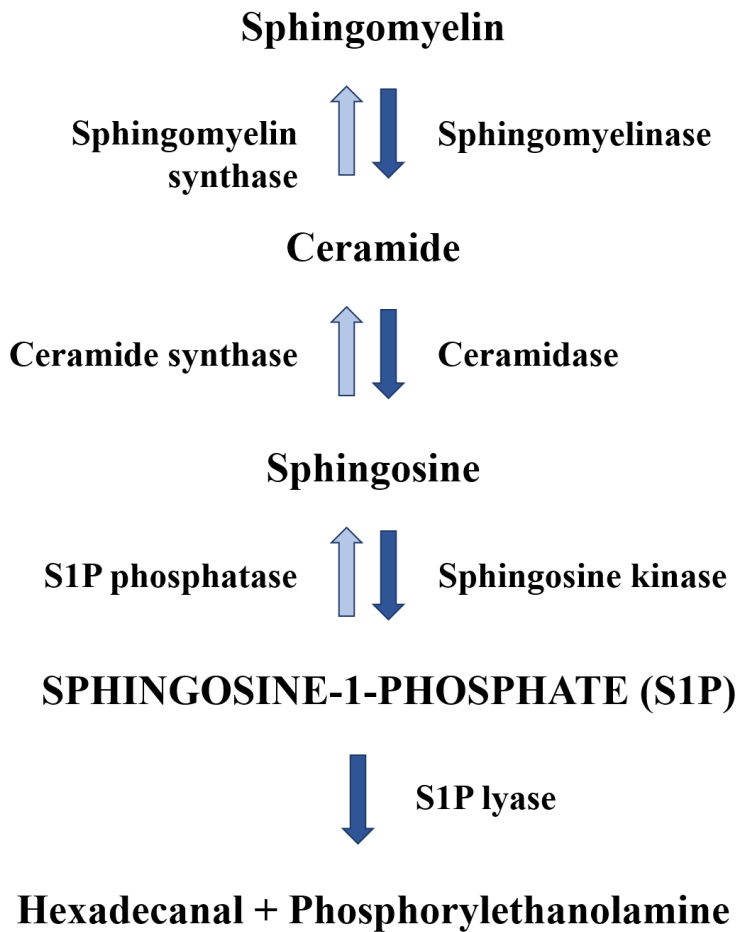 Sphingomyelin
Sphingomyelin
synthase
Sphingomyelinase
Ceramide
Ceramide synthase
Ceramidase
Sphingosine
S1P phosphatase
Sphingosine kinase
SPHINGOSINE-1-PHOSPHATE (S1P)
S1P lyase
Hexadecanal + Phosphorylethanolamine